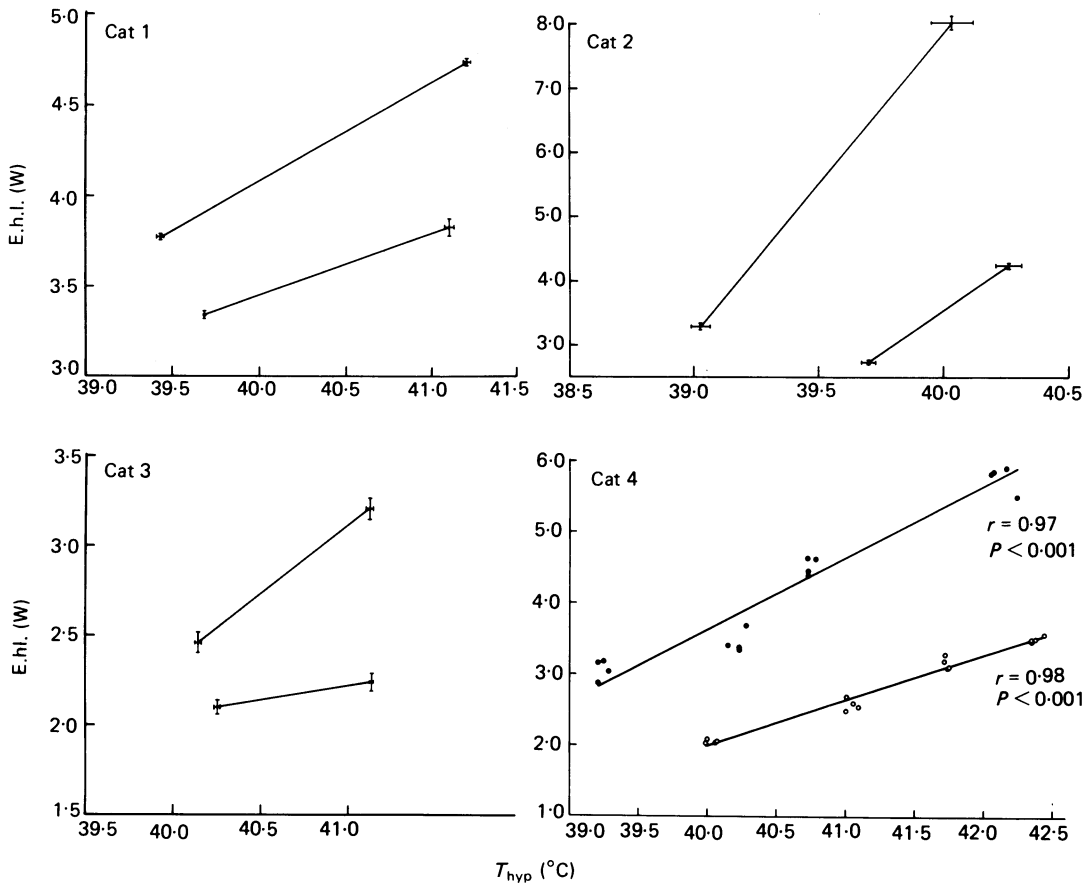 Cat 1
5·0
4·5
4·0
3·5
3·0
39·0 39·5 40·0 40·5 41·0 41·5
E.h.l. (W)
Cat 2
8·0
7·0
6·0
5·0
4·0
3·0
38·5 39·0 39·5 40·0 40·5
Cat 3
3·5
3·0
2·5
2·0
1·5
39·5 40·0 40·5 41·0
E.hl. (W)
Cat 4
6·0
5·0
4·0
3·0
2·0
1·0
r = 0·97
P < 0·001
r = 0·98
P < 0·001
39·0 39·5 40·0 40·5 41·0 41·5 42·0 42·5
Thyp (°C)